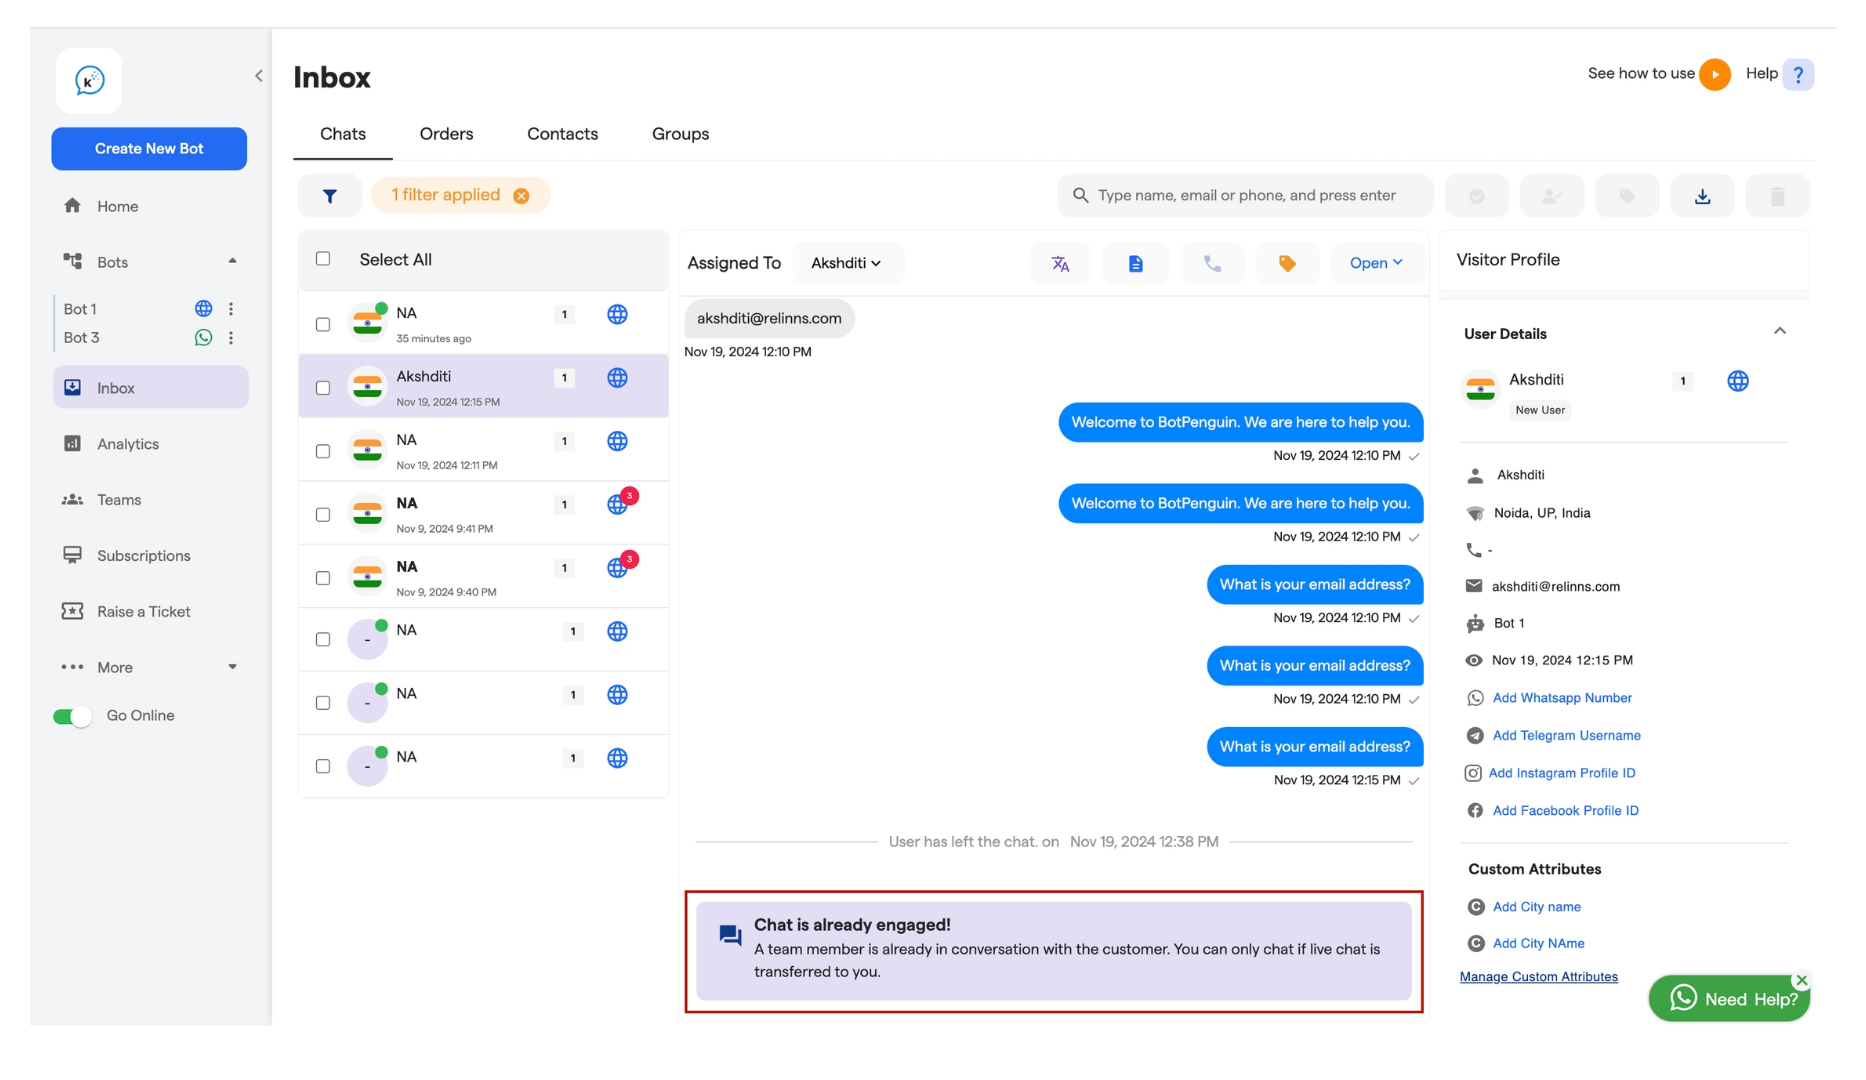 k
Inbox
See how to use
Help ?
Create New Bot
Chats
Orders
Contacts
Groups
1 filter applied
Type name, email or phone, and press enter
Home
Bots
Bot 1
Bot 3
Inbox
Analytics
Teams
Subscriptions
Raise a Ticket
More
Go Online
Select All
NA
1
35 minutes ago
Akshditi
1
Nov 19, 2024 12:15 PM
NA
1
Nov 19, 2024 12:11 PM
NA
1
3
Nov 9, 2024 9:41 PM
NA
1
3
Nov 9, 2024 9:40 PM
-
NA
1
-
NA
1
-
NA
1
Assigned To
Akshditi
Open
akshditi@relinns.com
Nov 19, 2024 12:10 PM
Welcome to BotPenguin. We are here to help you.
Nov 19, 2024 12:10 PM
Welcome to BotPenguin. We are here to help you.
Nov 19, 2024 12:10 PM
What is your email address?
Nov 19, 2024 12:10 PM
What is your email address?
Nov 19, 2024 12:10 PM
What is your email address?
Nov 19, 2024 12:15 PM
User has left the chat. on Nov 19, 2024 12:38 PM
Chat is already engaged!
A team member is already in conversation with the customer. You can only chat if live chat is
transferred to you.
Visitor Profile
User Details
Akshditi
1
New User
Akshditi
Noida, UP, India
-
akshditi@relinns.com
Bot 1
Nov 19, 2024 12:15 PM
Add Whatsapp Number
Add Telegram Username
Add Instagram Profile ID
Add Facebook Profile ID
Custom Attributes
C Add City name
C Add City NAme
Manage Custom Attributes
Need Help?